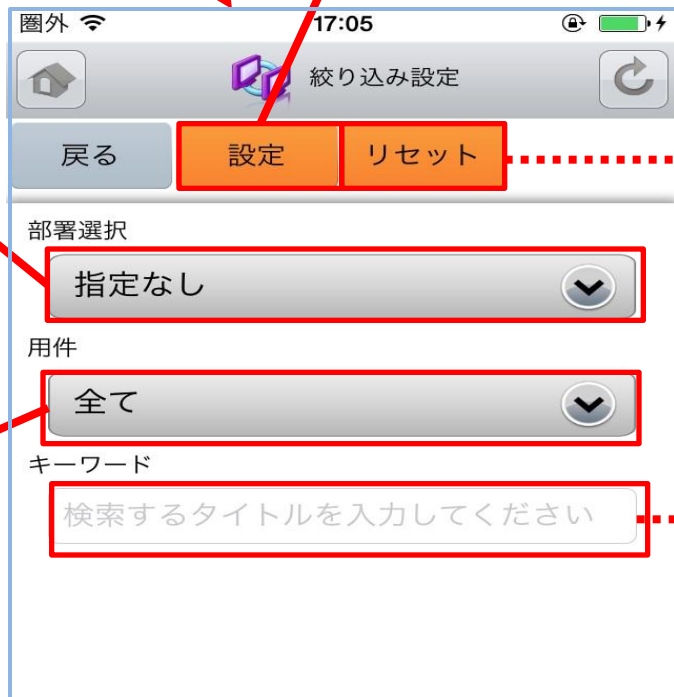 圏外 17:05
絞り込み設定
戻る 設定 リセット
部署選択
指定なし
用件
全て
キーワード
検索するタイトルを入力してください